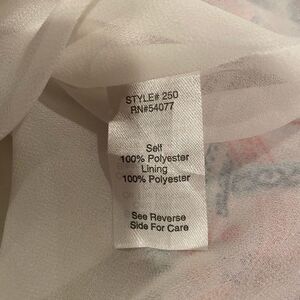 STYLE# 250
RN#54077
Self
100% Polyester
Lining
100% Polyester
See Reverse
Side For Care